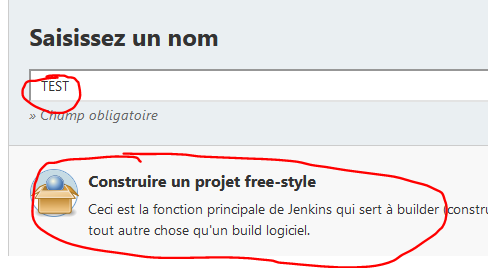 Saisissez un nom
TEST
» Champ obligatoire
Construire un projet free-style
Ceci est la fonction principale de Jenkins qui sert à builder (constru
tout autre chose qu'un build logiciel.